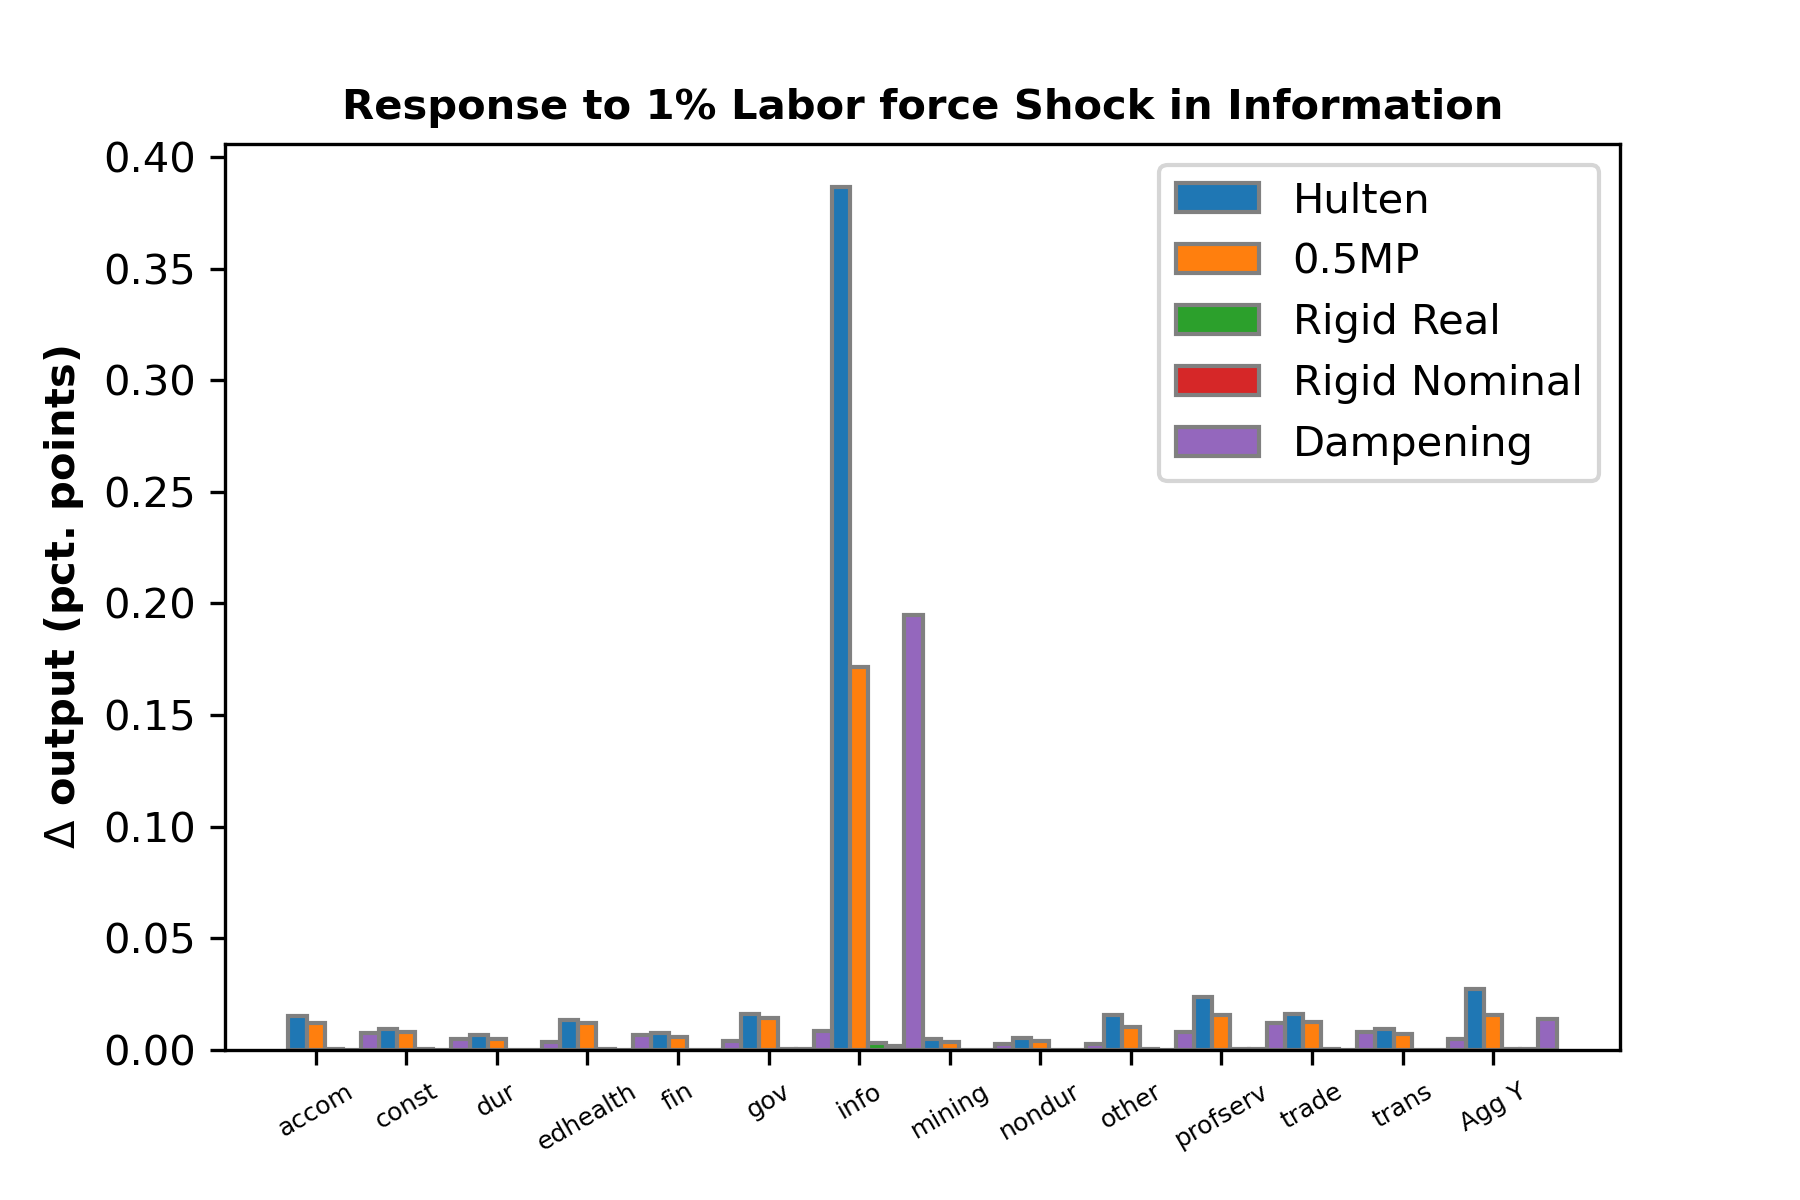 Response to 1% Labor force Shock in Information
Δ output (pct. points)
0.40
0.35
0.30
0.25
0.20
0.15
0.10
0.05
0.00
Hulten
0.5MP
Rigid Real
Rigid Nominal
Dampening
accom const dur edhealth fin gov info mining nondur other profserv trade trans Agg Y